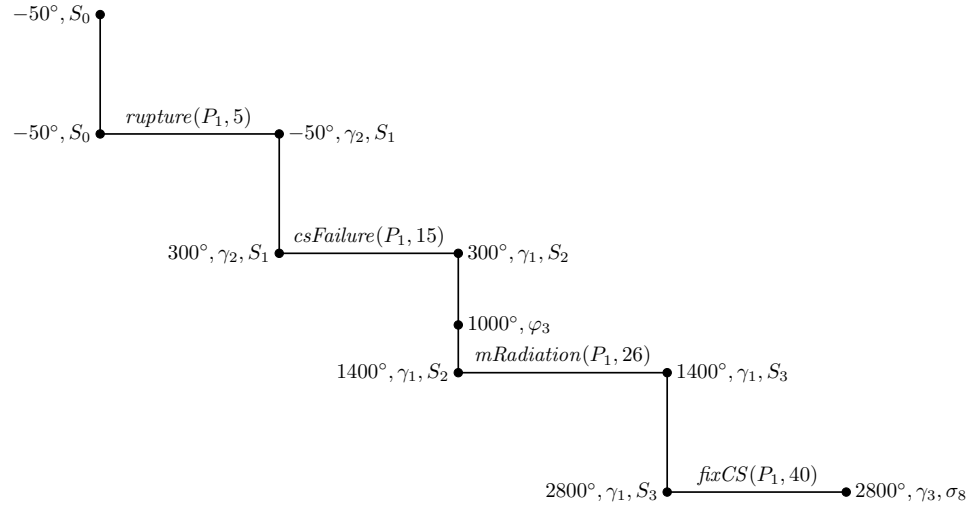 −50°, S₀
−50°, S₀ rupture(P₁, 5) −50°, γ₂, S₁
300°, γ₂, S₁ csFailure(P₁, 15) 300°, γ₁, S₂
1000°, φ₃
1400°, γ₁, S₂ mRadiation(P₁, 26) 1400°, γ₁, S₃
2800°, γ₁, S₃ fixCS(P₁, 40) 2800°, γ₃, σ₈